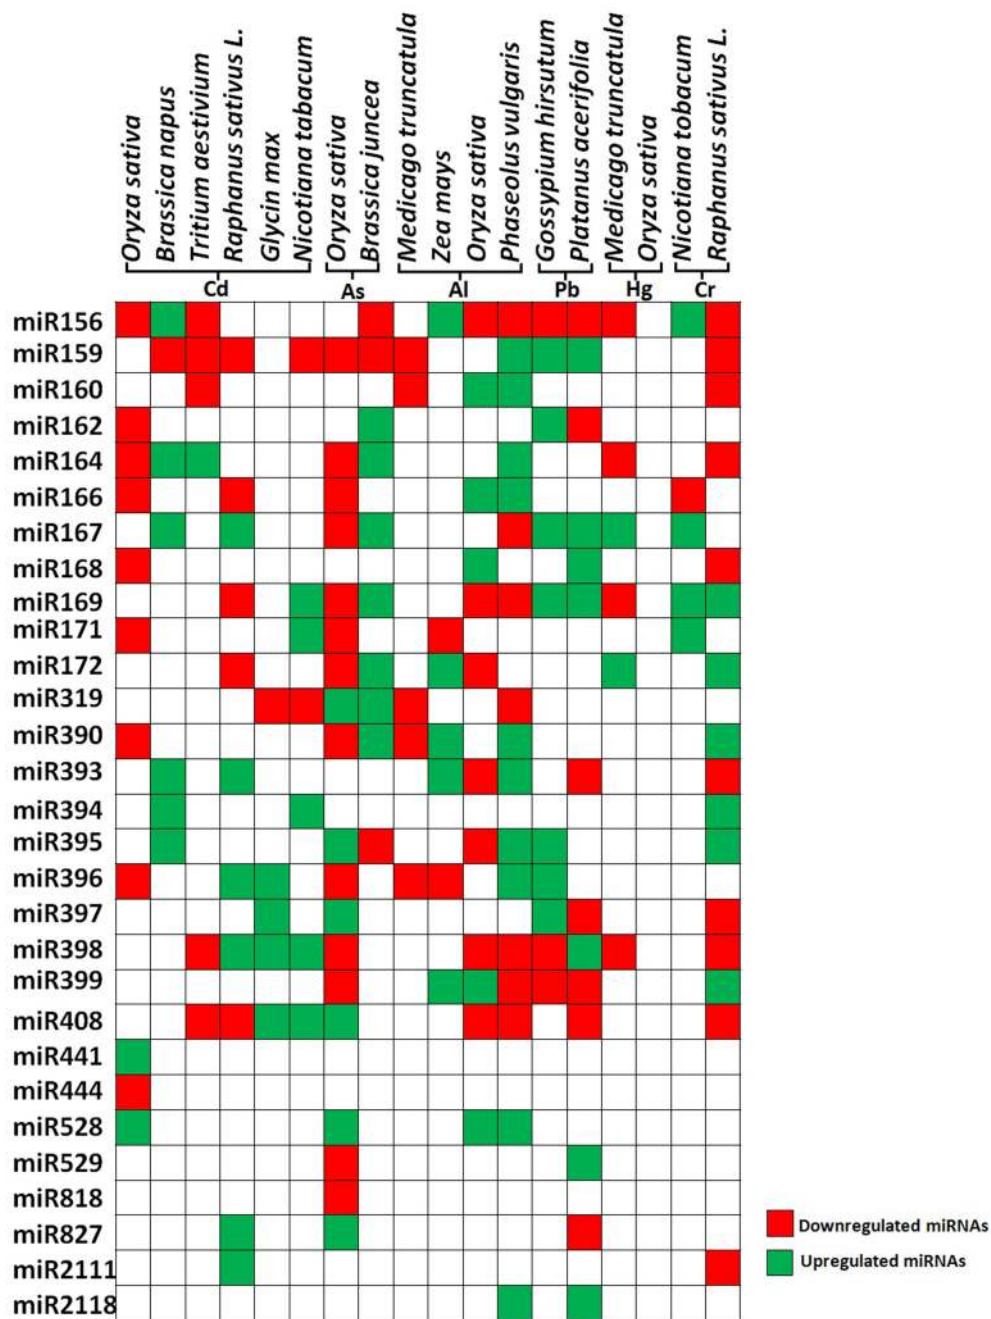 Oryza sativa
Brassica napus
Tritium aestivium
Raphanus sativus L.
Glycin max
Nicotiana tabacum
Oryza sativa
Brassica juncea
Medicago truncatula
Zea mays
Oryza sativa
Phaseolus vulgaris
Gossypium hirsutum
Platanus acerifolia
Medicago truncatula
Oryza sativa
Nicotiana tobacum
Raphanus sativus L.
Cd As Al Pb Hg Cr
miR156
miR159
miR160
miR162
miR164
miR166
miR167
miR168
miR169
miR171
miR172
miR319
miR390
miR393
miR394
miR395
miR396
miR397
miR398
miR399
miR408
miR441
miR444
miR528
miR529
miR818
miR827
miR2111
miR2118
Downregulated miRNAs
Upregulated miRNAs